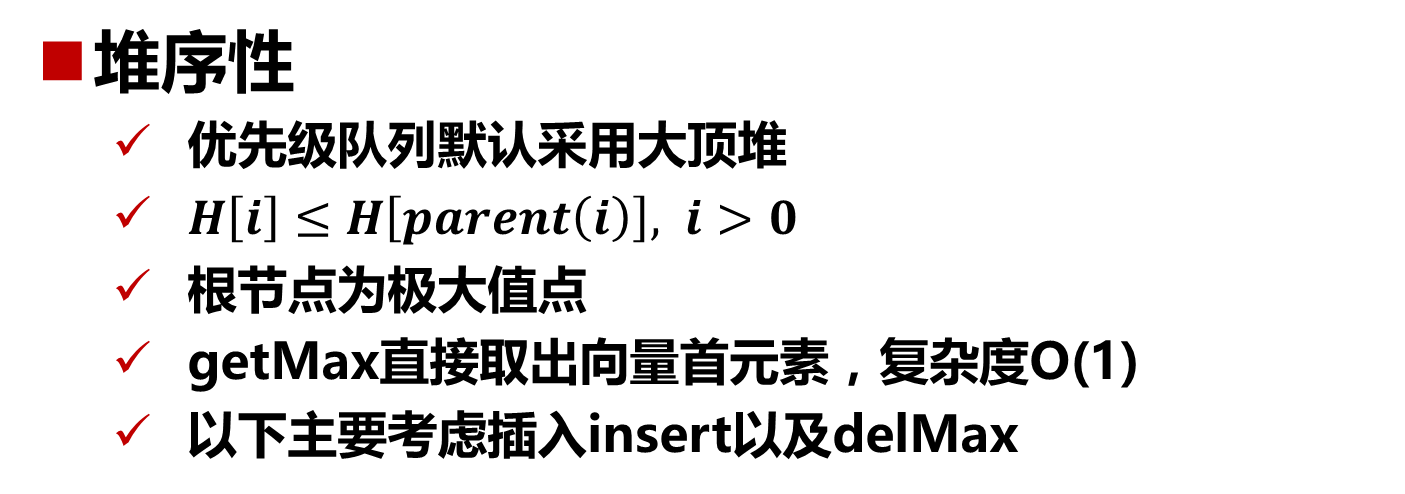 堆序性
优先级队列默认采用大顶堆
H[i] ≤ H[parent(i)], i > 0
根节点为极大值点
getMax直接取出向量首元素，复杂度O(1)
以下主要考虑插入insert以及delMax